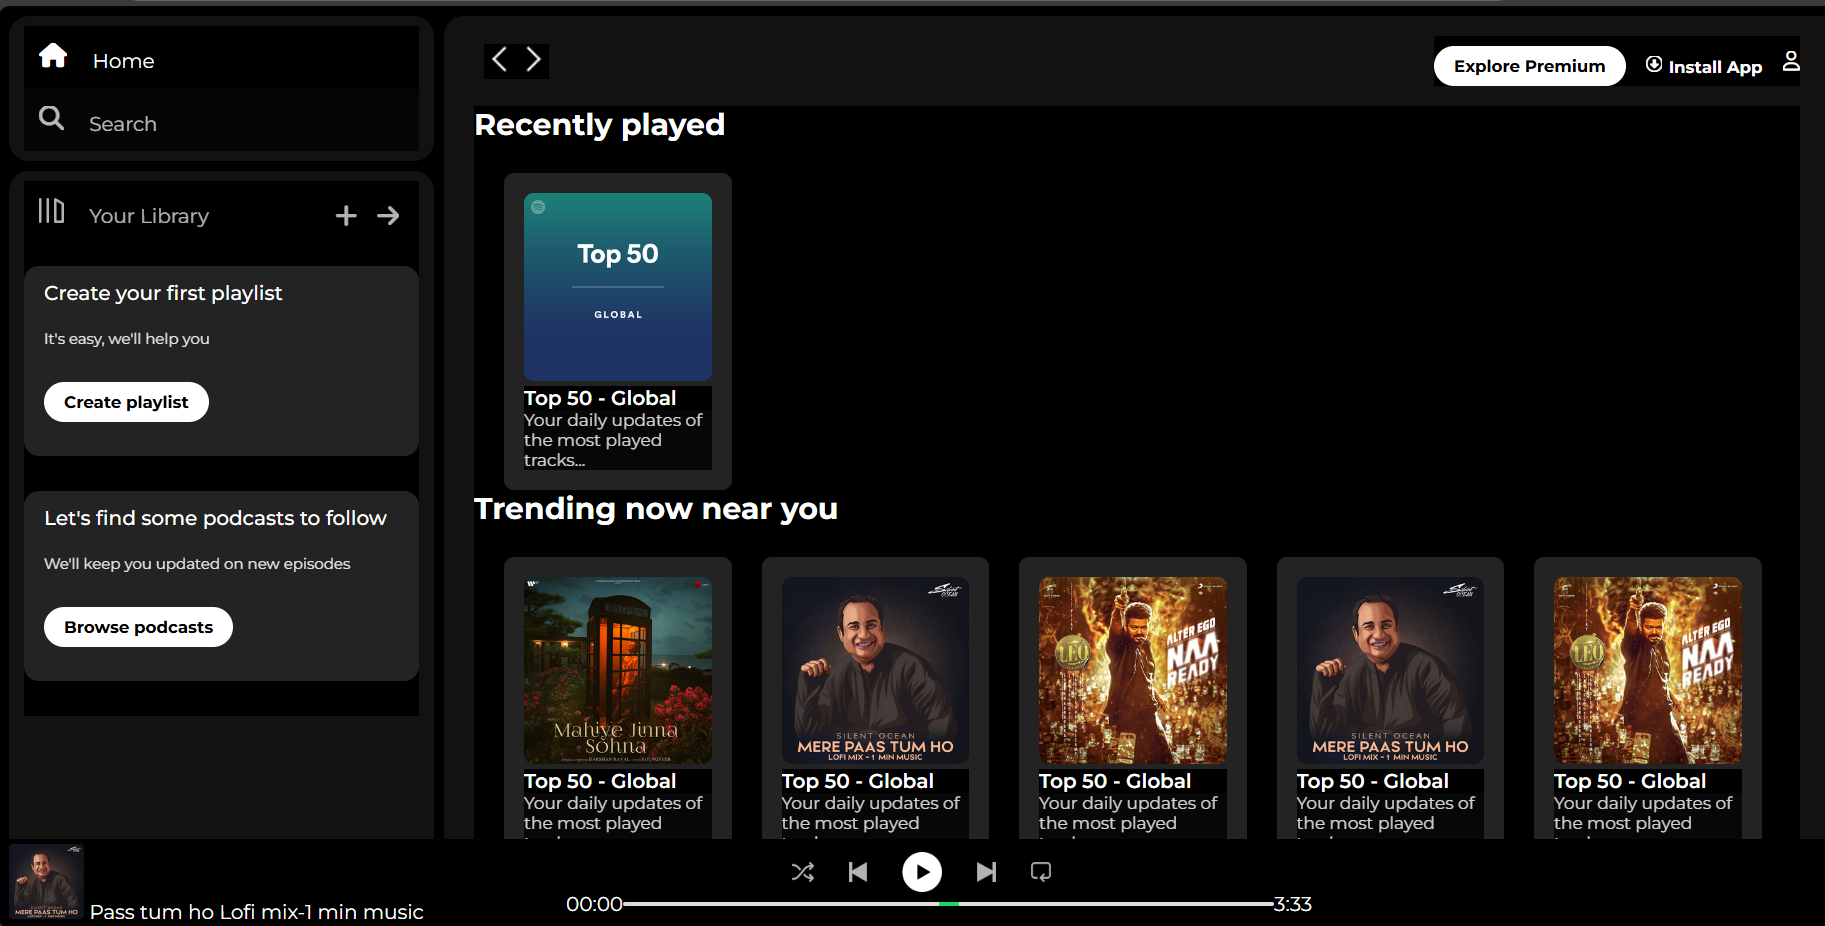 Home
Search
Your Library
Create your first playlist
It's easy, we'll help you
Create playlist
Let's find some podcasts to follow
We'll keep you updated on new episodes
Browse podcasts
Explore Premium
Install App
Recently played
Top 50
GLOBAL
Top 50 - Global
Your daily updates of
the most played
tracks...
Trending now near you
Mahiye Jinna
Sohna
Top 50 - Global
Your daily updates of
the most played
Silent
OCEAN
SILENT OCEAN
MERE PAAS TUM HO
LOFI MIX - 1 MIN MUSIC
Top 50 - Global
Your daily updates of
the most played
LEO
ALTER EGO
NAA
READY
Top 50 - Global
Your daily updates of
the most played
Silent
OCEAN
SILENT OCEAN
MERE PAAS TUM HO
LOFI MIX - 1 MIN MUSIC
Top 50 - Global
Your daily updates of
the most played
LEO
ALTER EGO
NAA
READY
Top 50 - Global
Your daily updates of
the most played
MERE PAAS TUM HO
Pass tum ho Lofi mix-1 min music
00:00
3:33